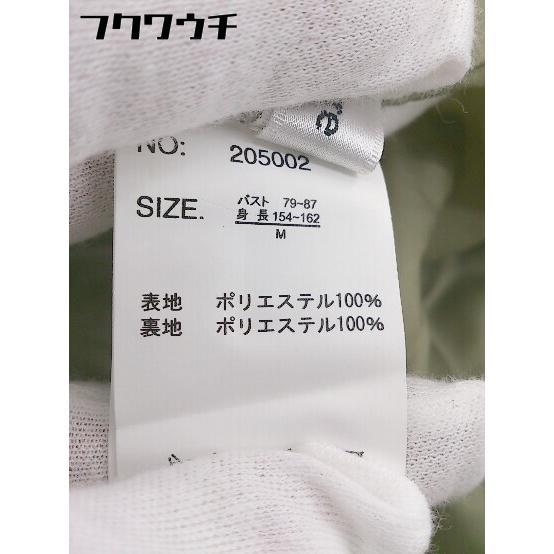 フクワウチ
NO: 205002
SIZE. バスト 79~87
身長 154~162
M
表地 ポリエステル100%
裏地 ポリエステル100%